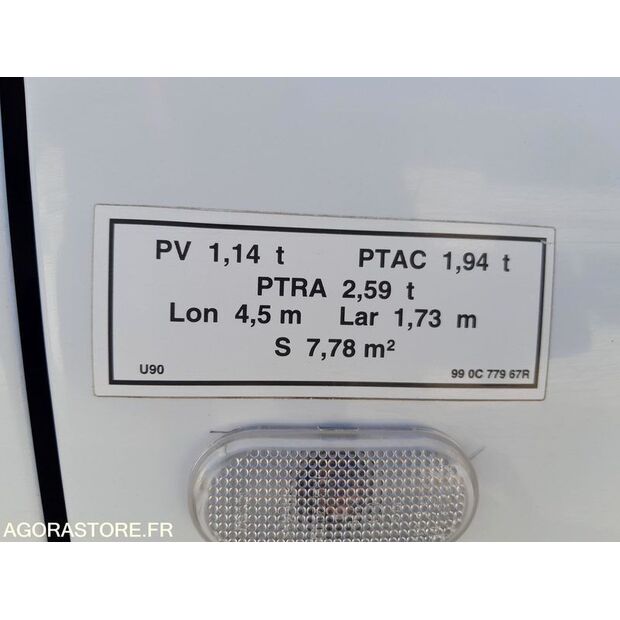 PV 1,14 t PTAC 1,94 t
PTRA 2,59 t
Lon 4,5 m Lar 1,73 m
S 7,78 m²
U90 99 0C 779 67R
AGORASTORE.FR